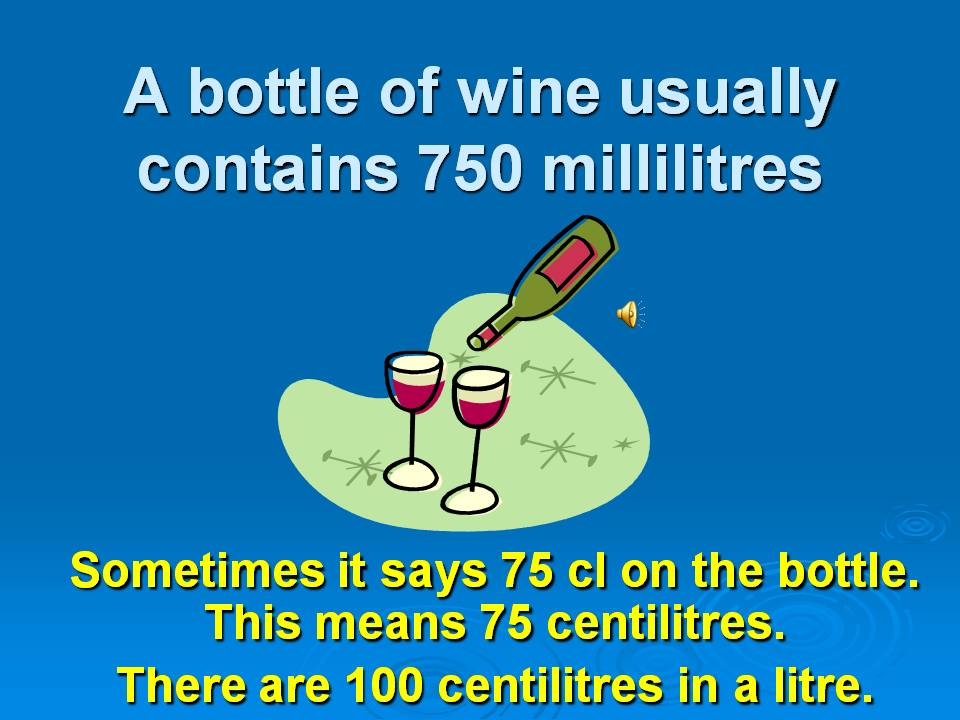 A bottle of wine usually
contains 750 millilitres
Sometimes it says 75 cl on the bottle.
This means 75 centilitres.
There are 100 centilitres in a litre.